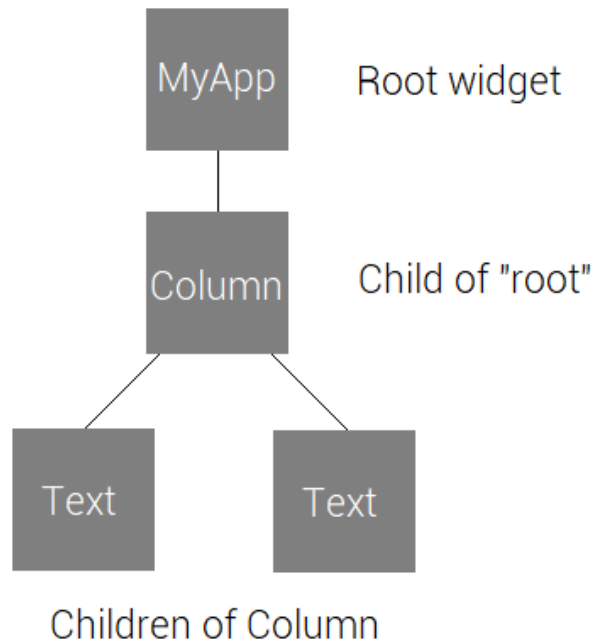 MyApp
Root widget
Column
Child of "root"
Text
Text
Children of Column